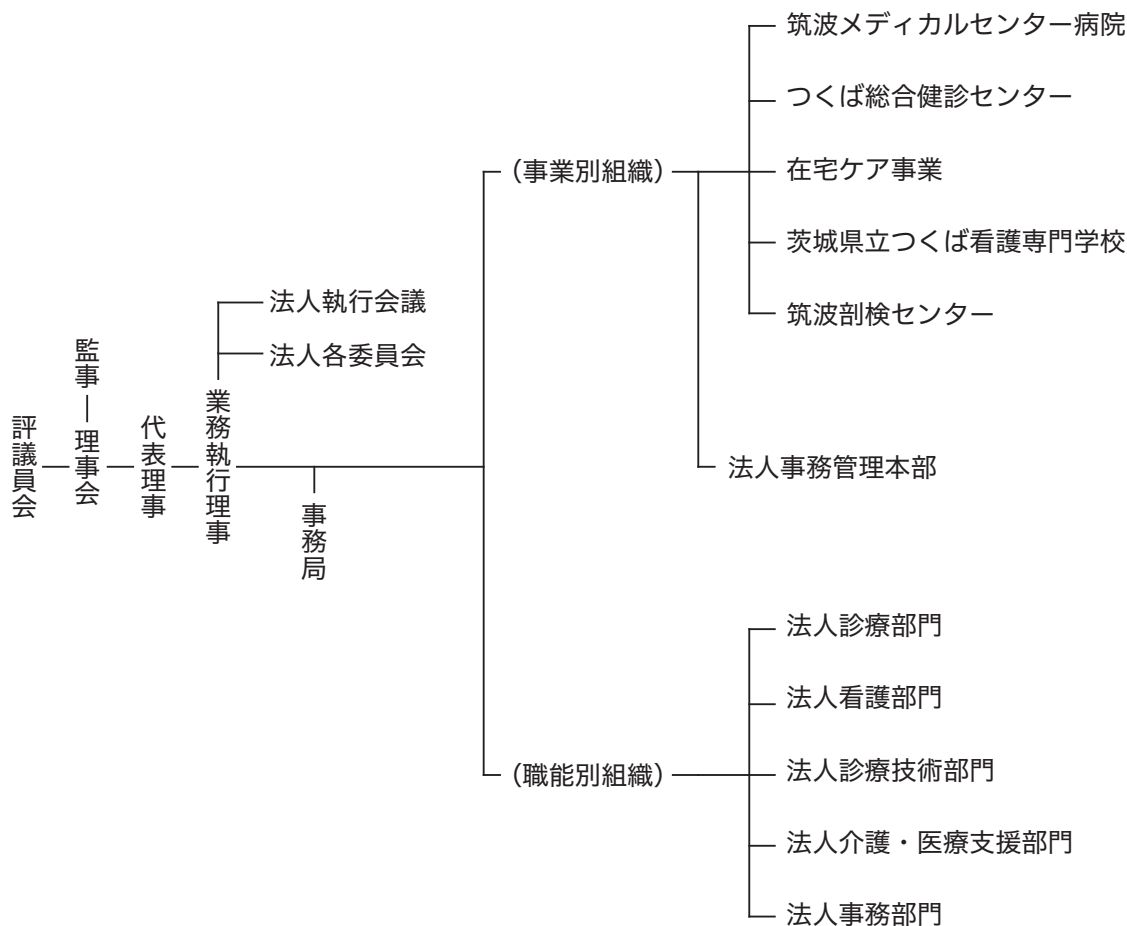 評議員会
監事
理事会
代表理事
業務執行理事
法人執行会議
法人各委員会
事務局
(事業別組織)
筑波メディカルセンター病院
つくば総合健診センター
在宅ケア事業
茨城県立つくば看護専門学校
筑波剖検センター
法人事務管理本部
(職能別組織)
法人診療部門
法人看護部門
法人診療技術部門
法人介護・医療支援部門
法人事務部門